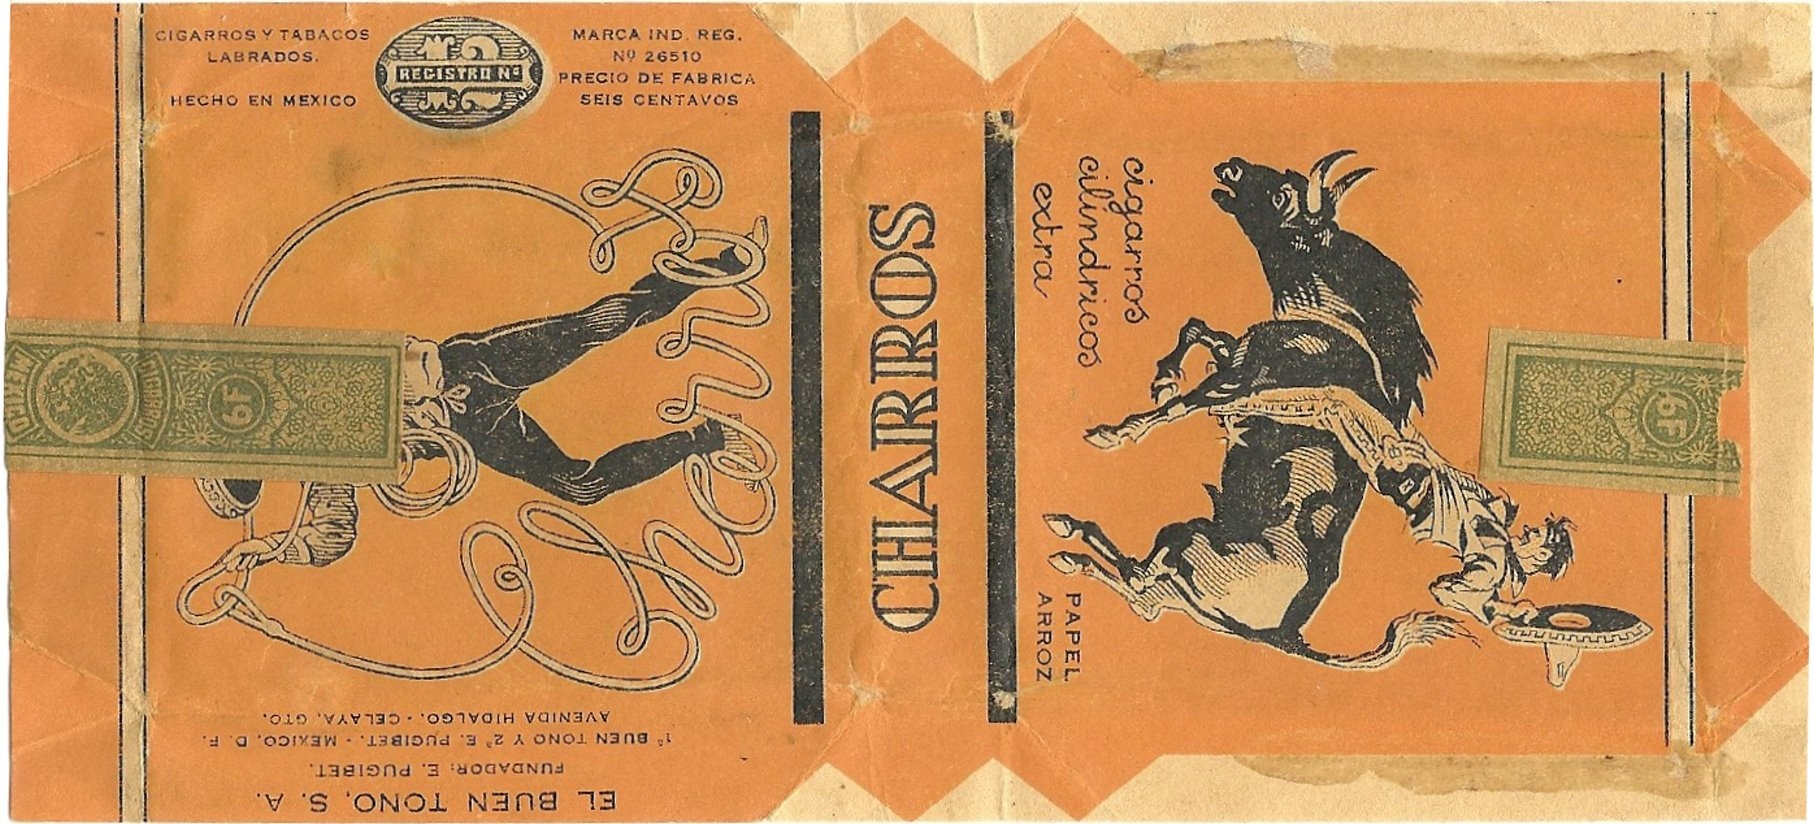 CIGARROS Y TABACOS
LABRADOS.
HECHO EN MEXICO
REGISTRO Nº
MARCA IND. REG.
Nº 26510
PRECIO DE FABRICA
SEIS CENTAVOS
Charros
CHARROS
cigarros
cilíndricos
extra
PAPEL
ARROZ
EL BUEN TONO, S. A.
FUNDADOR: E. PUGIBET.
1ª BUEN TONO Y 2ª E. PUGIBET. - MEXICO, D. F.
AVENIDA HIDALGO. - CELAYA, GTO.
CIGARROS
6F
6F